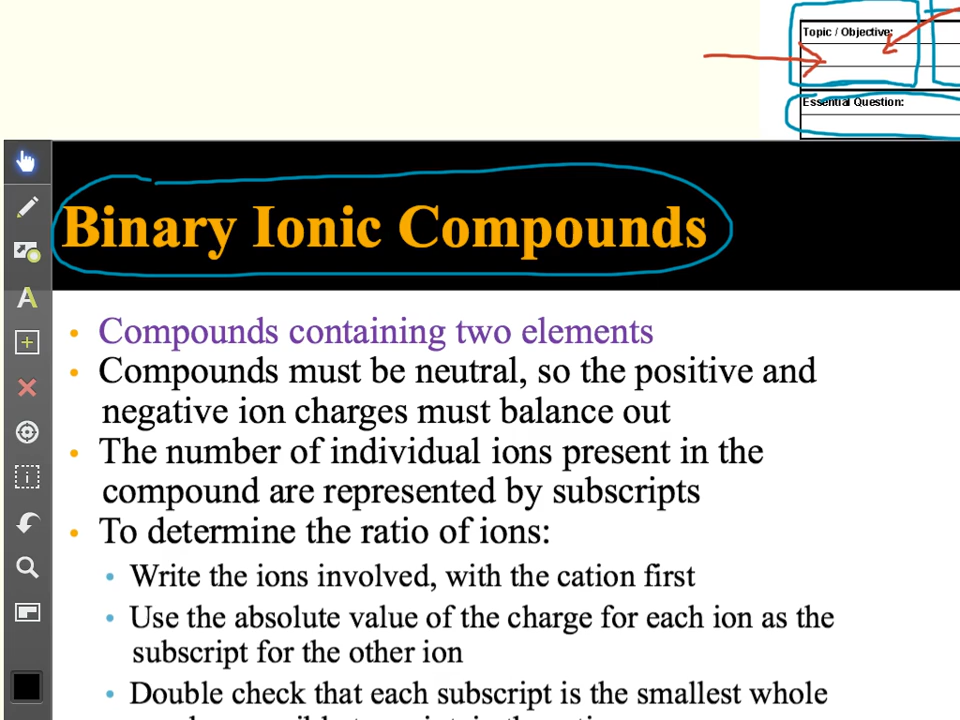 Topic / Objective:
Essential Question:
Binary Ionic Compounds
• Compounds containing two elements
• Compounds must be neutral, so the positive and
negative ion charges must balance out
• The number of individual ions present in the
compound are represented by subscripts
• To determine the ratio of ions:
• Write the ions involved, with the cation first
• Use the absolute value of the charge for each ion as the
subscript for the other ion
• Double check that each subscript is the smallest whole